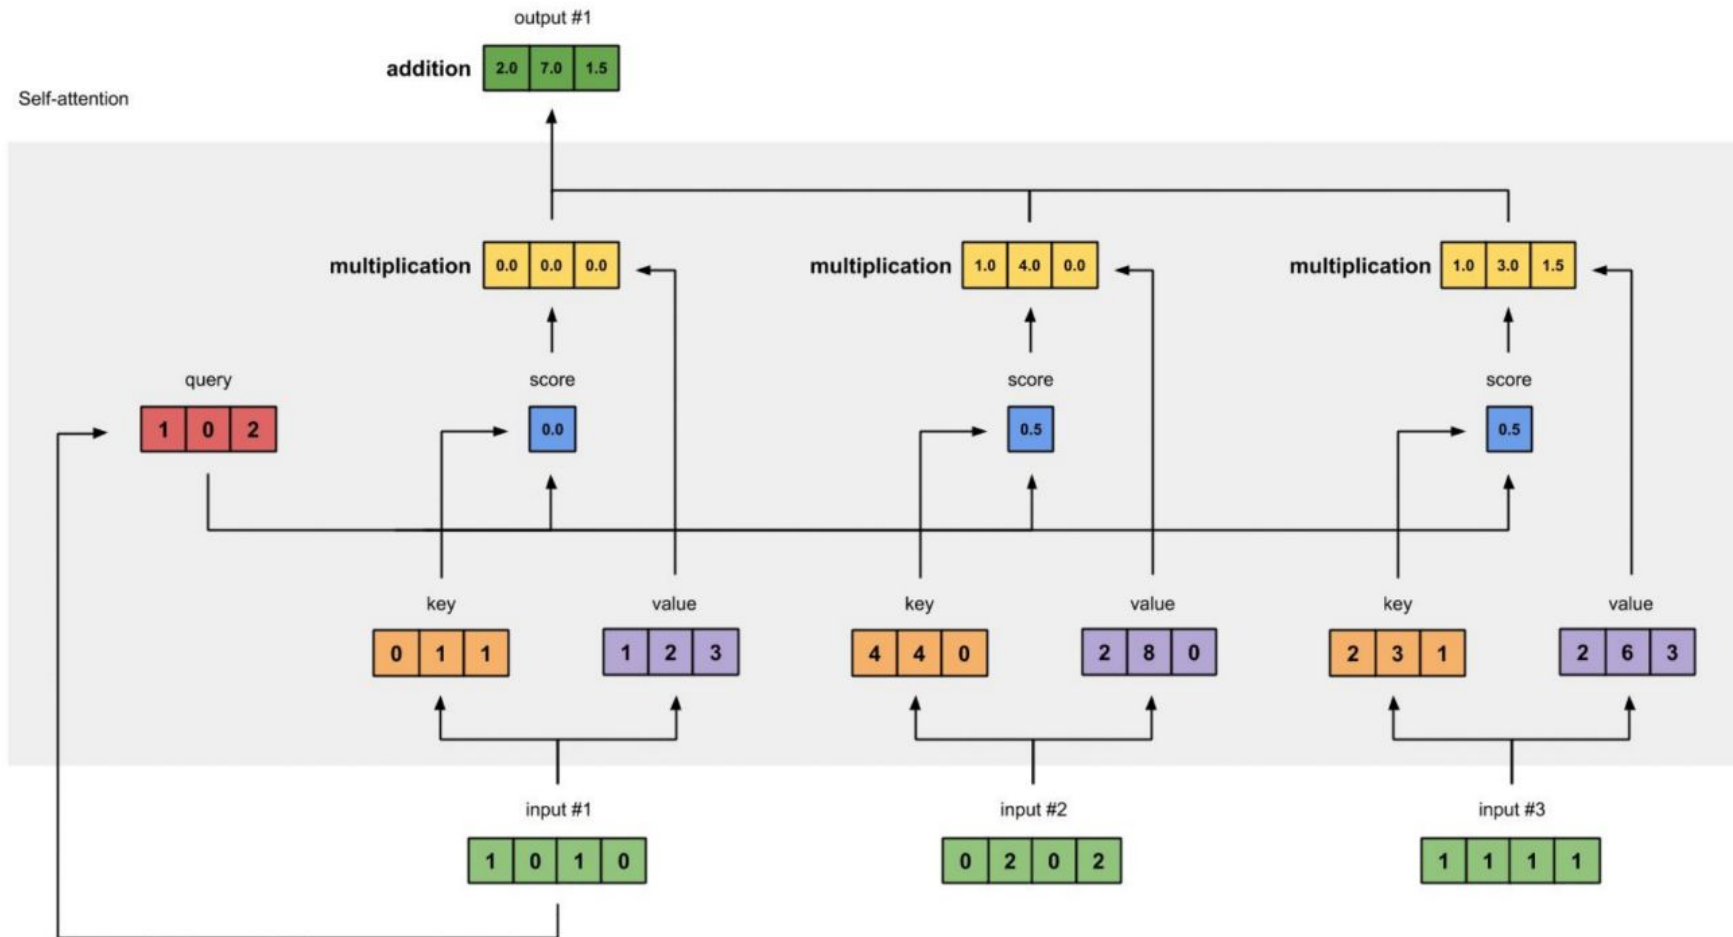 output #1
addition 2.0 7.0 1.5
Self-attention
multiplication 0.0 0.0 0.0 multiplication 1.0 4.0 0.0 multiplication 1.0 3.0 1.5
query score score score
1 0 2 0.0 0.5 0.5
key value key value key value
0 1 1 1 2 3 4 4 0 2 8 0 2 3 1 2 6 3
input #1 input #2 input #3
1 0 1 0 0 2 0 2 1 1 1 1